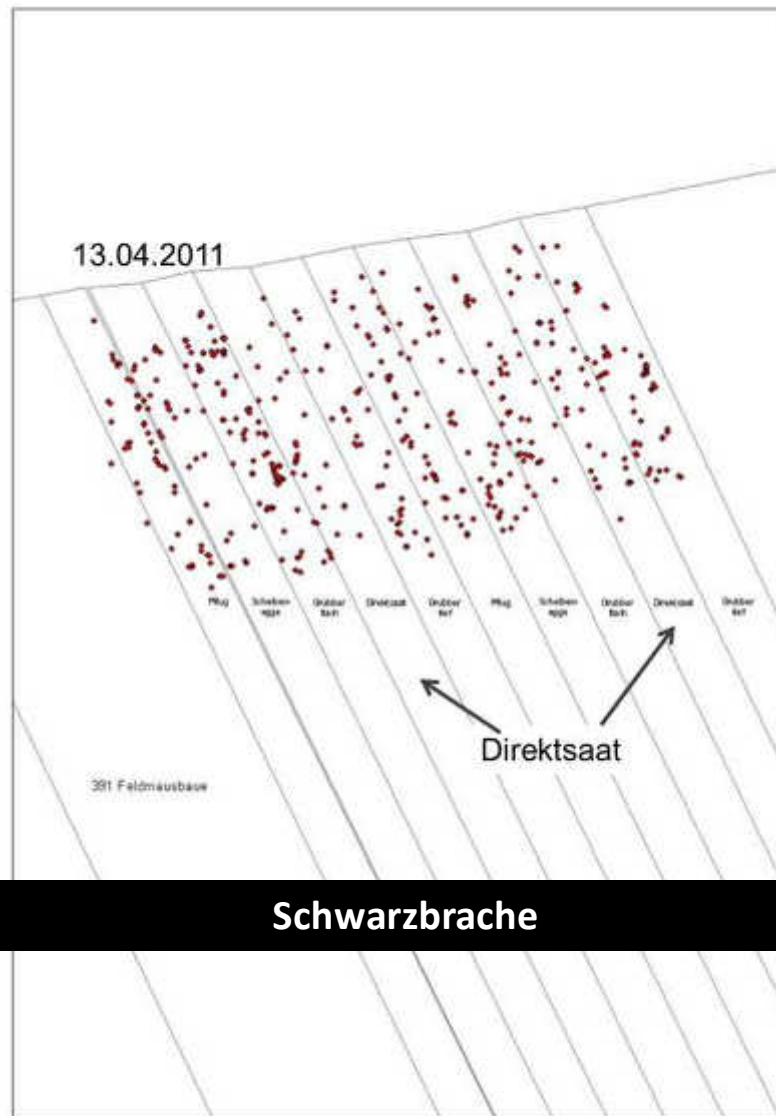 13.04.2011
Pflug Scheiben- egge Grubber flach Direktsaat Grubber tief Pflug Scheiben- egge Grubber flach Direktsaat Grubber tief
Direktsaat
391 Feldmausbaue
Schwarzbrache